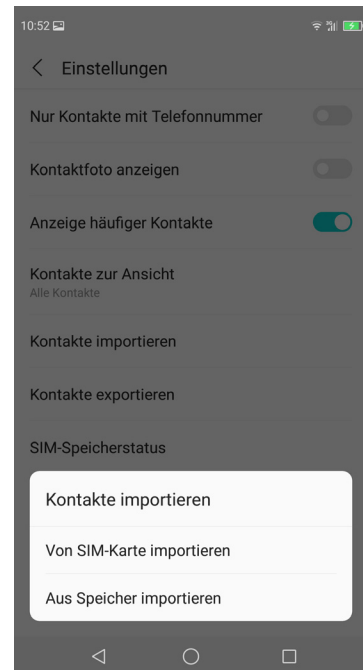 10:52
3G
Einstellungen
Nur Kontakte mit Telefonnummer
Kontaktfoto anzeigen
Anzeige häufiger Kontakte
Kontakte zur Ansicht
Alle Kontakte
Kontakte importieren
Kontakte exportieren
SIM-Speicherstatus
Kontakte importieren
Von SIM-Karte importieren
Aus Speicher importieren